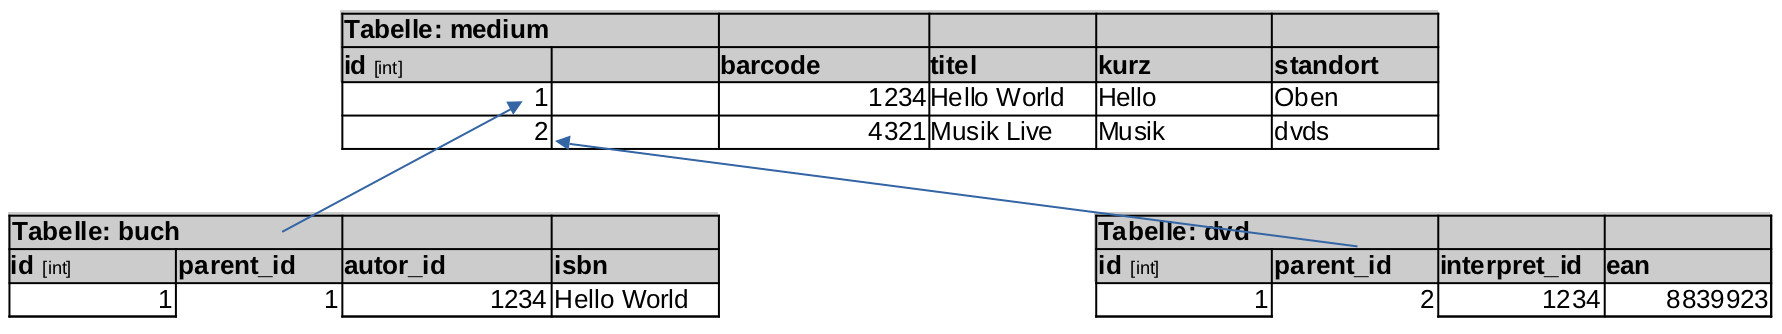 Tabelle: medium
id [int] barcode titel kurz standort
1 1234 Hello World Hello Oben
2 4321 Musik Live Musik dvds
Tabelle: buch
id [int] parent_id autor_id isbn
1 1 1234 Hello World
Tabelle: dvd
id [int] parent_id interpret_id ean
1 2 1234 8839923